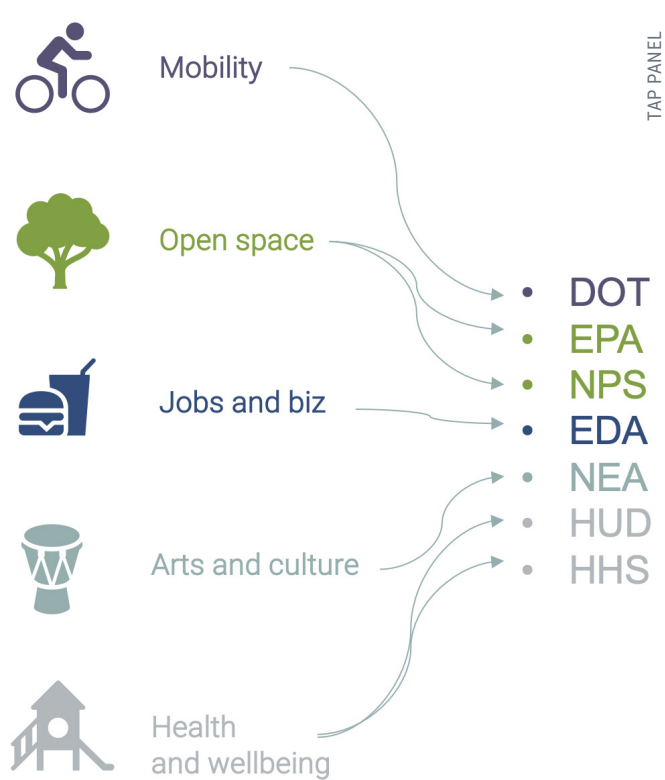 Mobility
TAP PANEL
Open space
Jobs and biz
Arts and culture
Health
and wellbeing
• DOT
• EPA
• NPS
• EDA
• NEA
• HUD
• HHS